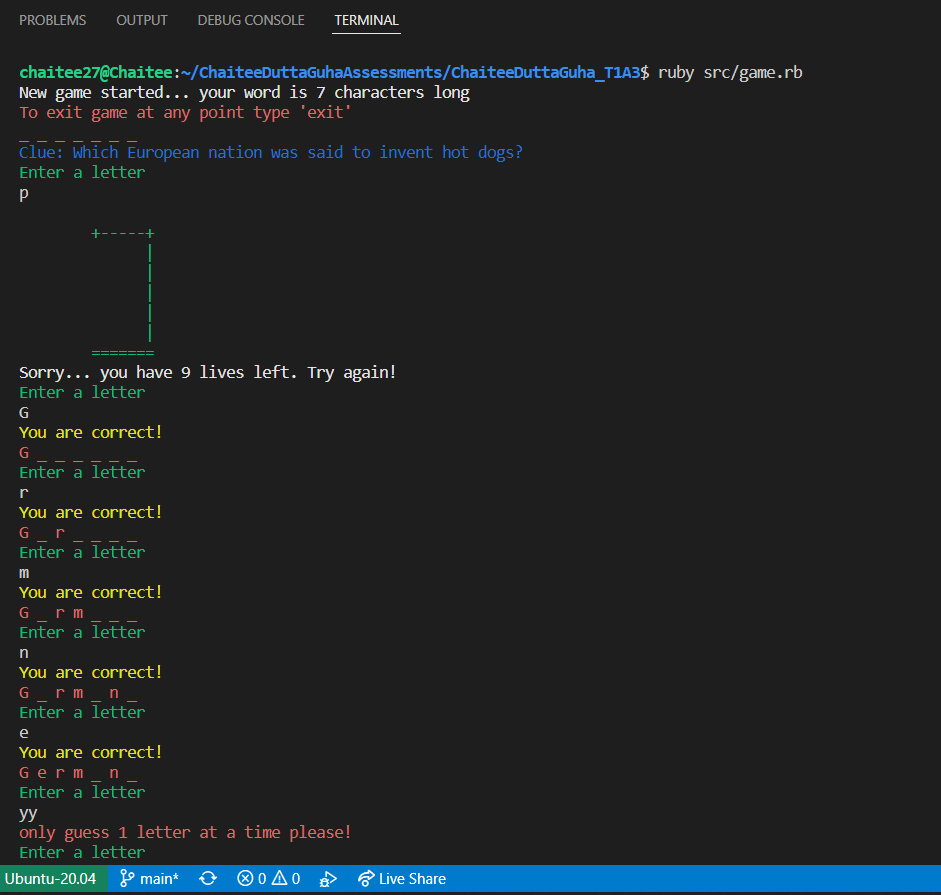 PROBLEMS OUTPUT DEBUG CONSOLE TERMINAL
chaitee27@Chaitee:~/ChaiteeDuttaGuhaAssessments/ChaiteeDuttaGuha_T1A3$ ruby src/game.rb
New game started... your word is 7 characters long
To exit game at any point type 'exit'
_ _ _ _ _ _ _
Clue: Which European nation was said to invent hot dogs?
Enter a letter
p
+-----+
|
|
|
|
|
=======
Sorry... you have 9 lives left. Try again!
Enter a letter
G
You are correct!
G _ _ _ _ _ _
Enter a letter
r
You are correct!
G _ r _ _ _ _
Enter a letter
m
You are correct!
G _ r m _ _ _
Enter a letter
n
You are correct!
G _ r m _ n _
Enter a letter
e
You are correct!
G e r m _ n _
Enter a letter
yy
only guess 1 letter at a time please!
Enter a letter
Ubuntu-20.04 main* 0 0 Live Share